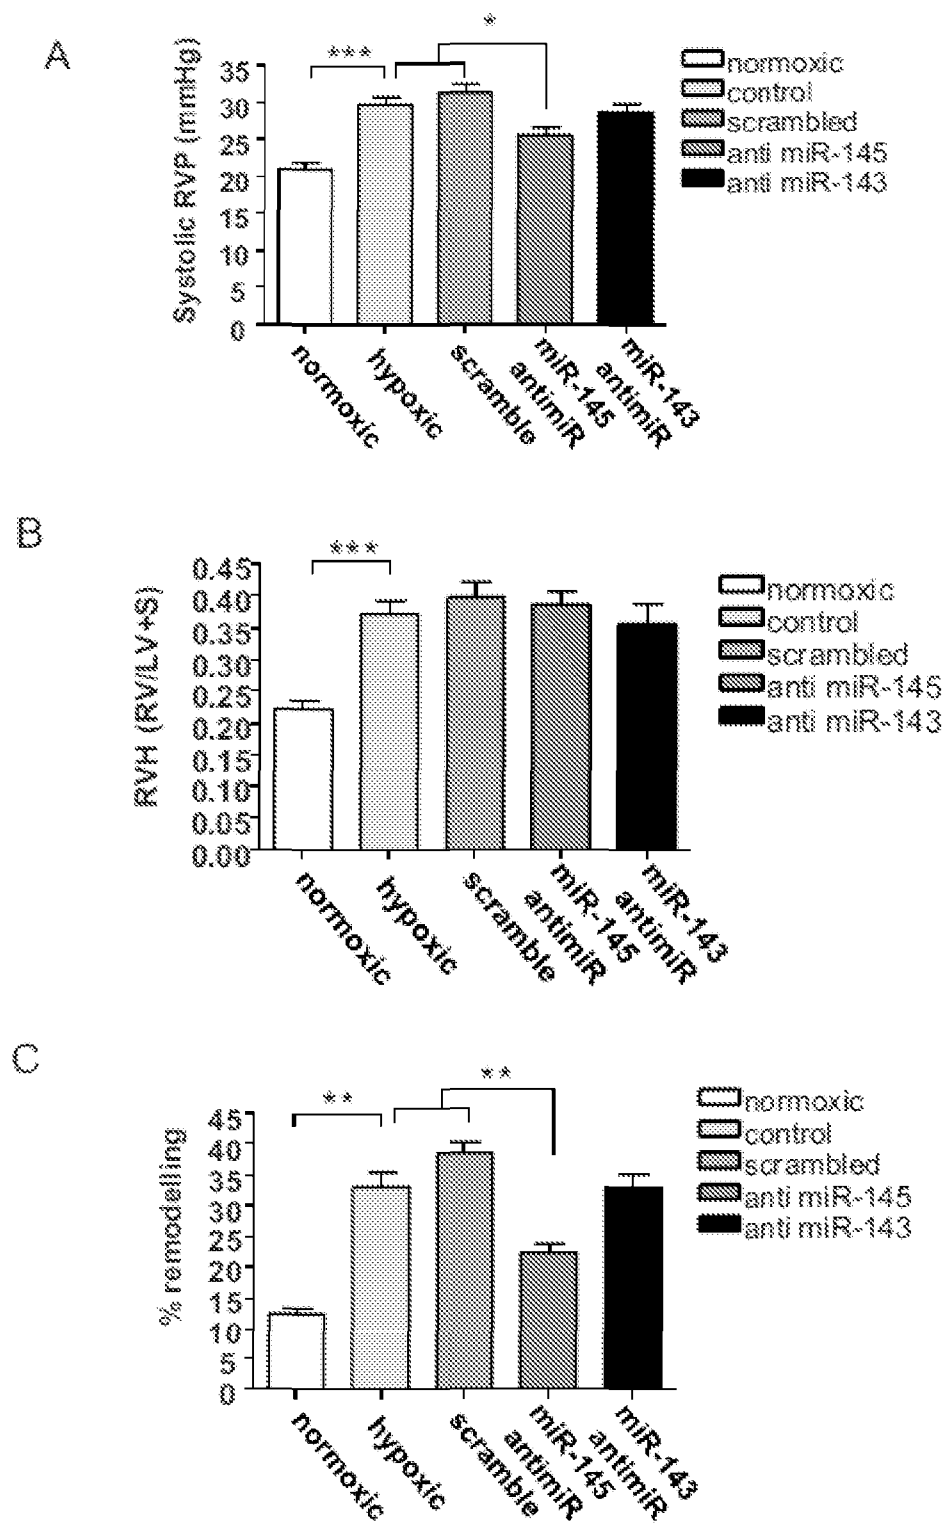 A
*
***
Systolic RVP (mmHg)
35
30
25
20
15
10
5
0
normoxic
hypoxic
scramble
miR-145
antimiR
miR-143
antimiR
normoxic
control
scrambled
anti miR-145
anti miR-143
B
***
RVH (RV/LV+S)
0.45
0.40
0.35
0.30
0.25
0.20
0.15
0.10
0.05
0.00
normoxic
hypoxic
scramble
miR-145
antimiR
miR-143
antimiR
normoxic
control
scrambled
anti miR-145
anti miR-143
C
**
**
% remodelling
45
40
35
30
25
20
15
10
5
0
normoxic
hypoxic
scramble
miR-145
antimiR
miR-143
antimiR
normoxic
control
scrambled
anti miR-145
anti miR-143